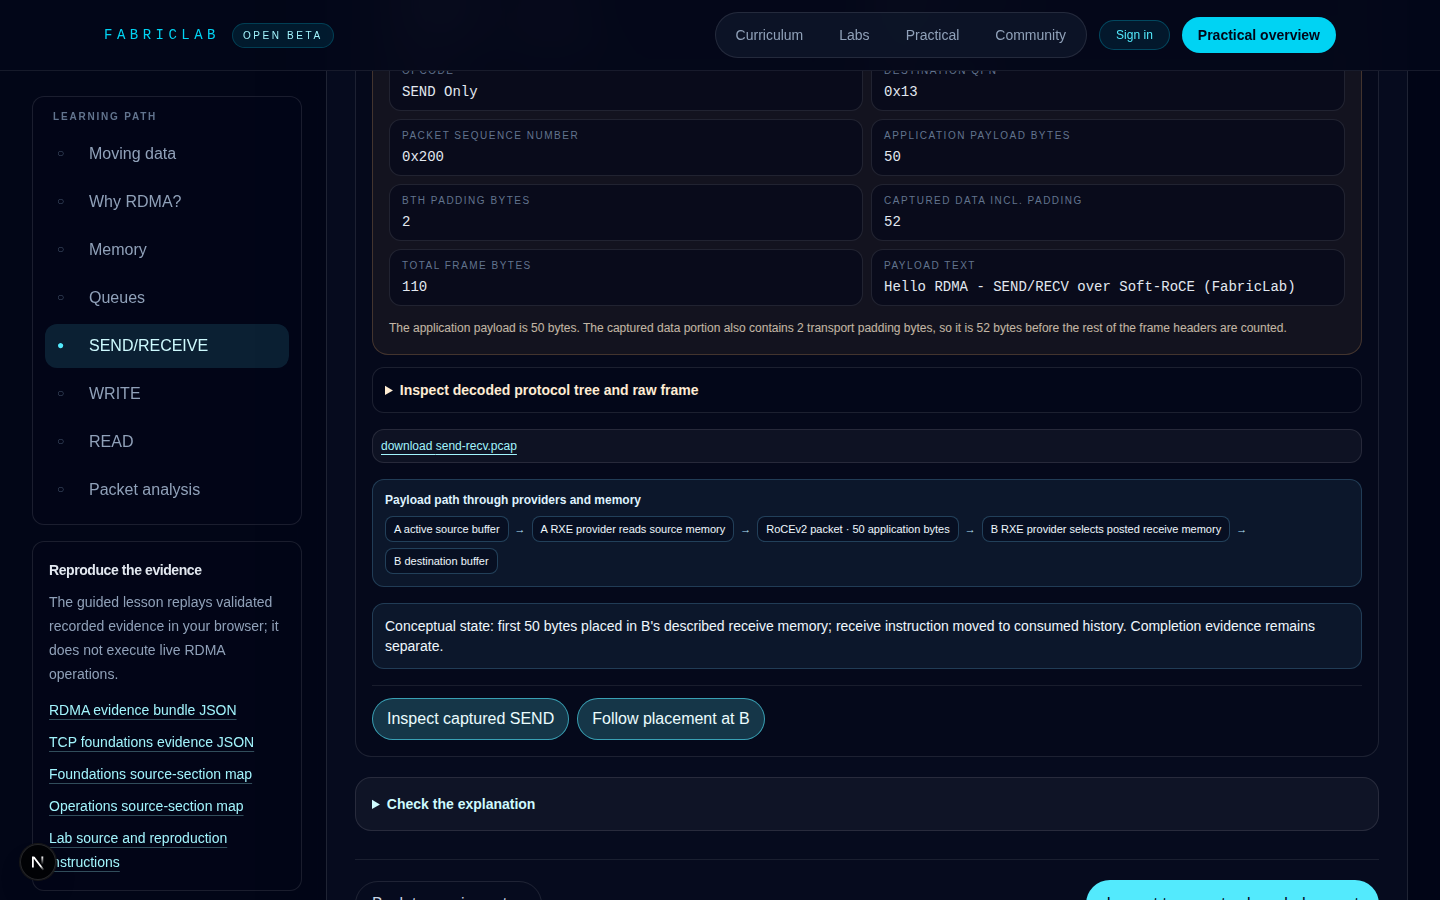 FABRICLAB
OPEN BETA
Curriculum
Labs
Practical
Community
Sign in
Practical overview
LEARNING PATH
Moving data
Why RDMA?
Memory
Queues
SEND/RECEIVE
WRITE
READ
Packet analysis
Reproduce the evidence
The guided lesson replays validated
recorded evidence in your browser; it
does not execute live RDMA
operations.
RDMA evidence bundle JSON
TCP foundations evidence JSON
Foundations source-section map
Operations source-section map
Lab source and reproduction
instructions
OPCODE
SEND Only
DESTINATION QPN
0x13
PACKET SEQUENCE NUMBER
0x200
APPLICATION PAYLOAD BYTES
50
BTH PADDING BYTES
2
CAPTURED DATA INCL. PADDING
52
TOTAL FRAME BYTES
110
PAYLOAD TEXT
Hello RDMA - SEND/RECV over Soft-RoCE (FabricLab)
The application payload is 50 bytes. The captured data portion also contains 2 transport padding bytes, so it is 52 bytes before the rest of the frame headers are counted.
▶ Inspect decoded protocol tree and raw frame
download send-recv.pcap
Payload path through providers and memory
A active source buffer → A RXE provider reads source memory → RoCEv2 packet · 50 application bytes → B RXE provider selects posted receive memory →
B destination buffer
Conceptual state: first 50 bytes placed in B's described receive memory; receive instruction moved to consumed history. Completion evidence remains
separate.
Inspect captured SEND
Follow placement at B
▶ Check the explanation